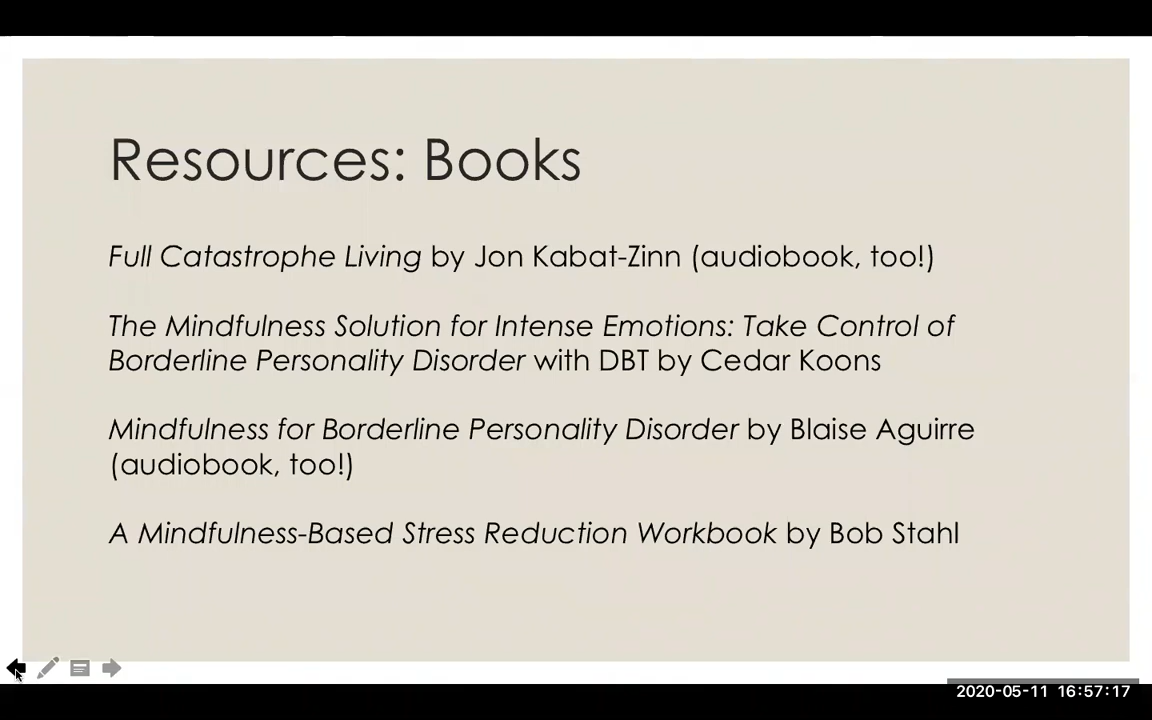 Resources: Books
Full Catastrophe Living by Jon Kabat-Zinn (audiobook, too!)
The Mindfulness Solution for Intense Emotions: Take Control of
Borderline Personality Disorder with DBT by Cedar Koons
Mindfulness for Borderline Personality Disorder by Blaise Aguirre
(audiobook, too!)
A Mindfulness-Based Stress Reduction Workbook by Bob Stahl
2020-05-11 16:57:17